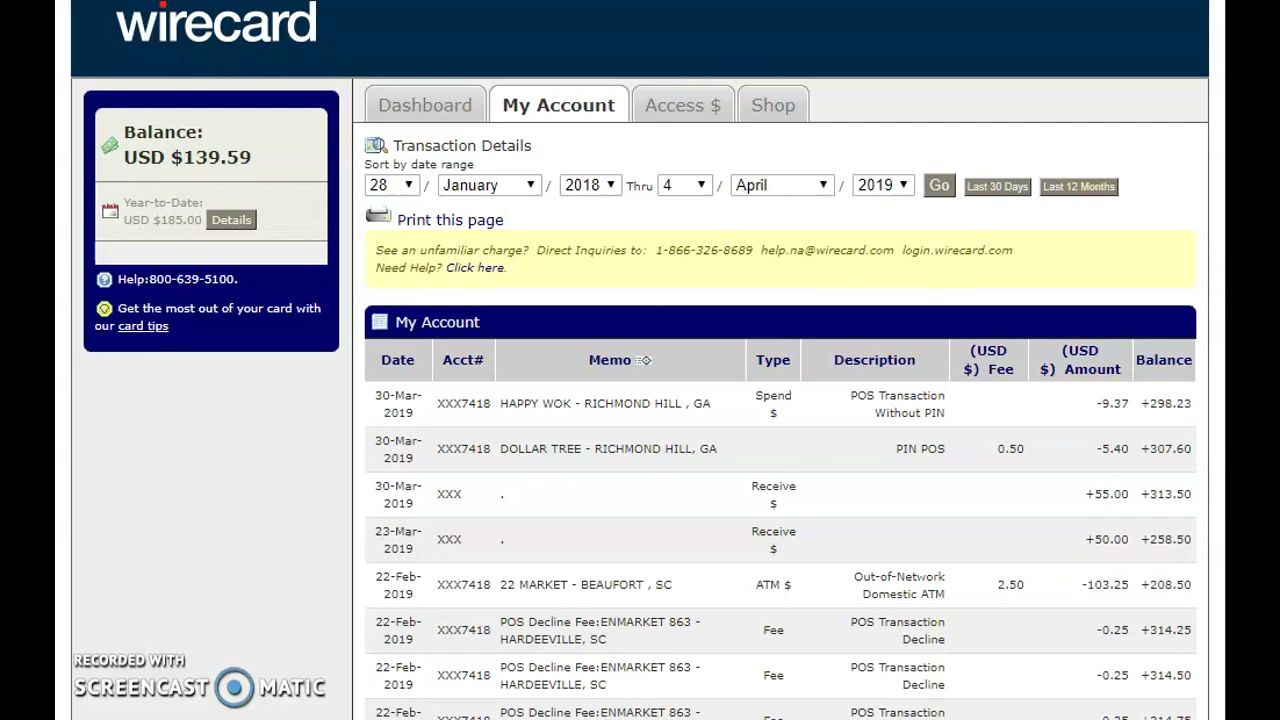 wirecard
Balance:
USD $139.59
Year-to-Date:
USD $185.00 Details
Help:800-639-5100.
Get the most out of your card with
our card tips
Dashboard My Account Access $ Shop
Transaction Details
Sort by date range
28 / January / 2018 Thru 4 / April / 2019 Go Last 30 Days Last 12 Months
Print this page
See an unfamiliar charge? Direct Inquiries to: 1-866-326-8689 help.na@wirecard.com login.wirecard.com
Need Help? Click here.
My Account
Date Acct# Memo Type Description (USD $) Fee (USD $) Amount Balance
30-Mar-2019 XXX7418 HAPPY WOK - RICHMOND HILL , GA Spend $ POS Transaction Without PIN -9.37 +298.23
30-Mar-2019 XXX7418 DOLLAR TREE - RICHMOND HILL, GA PIN POS 0.50 -5.40 +307.60
30-Mar-2019 XXX . Receive $ +55.00 +313.50
23-Mar-2019 XXX . Receive $ +50.00 +258.50
22-Feb-2019 XXX7418 22 MARKET - BEAUFORT , SC ATM $ Out-of-Network Domestic ATM 2.50 -103.25 +208.50
22-Feb-2019 XXX7418 POS Decline Fee:ENMARKET 863 - HARDEEVILLE, SC Fee POS Transaction Decline -0.25 +314.25
22-Feb-2019 XXX7418 POS Decline Fee:ENMARKET 863 - HARDEEVILLE, SC Fee POS Transaction Decline -0.25 +314.50
22-Feb- POS Decline Fee:ENMARKET 863 - POS Transaction
RECORDED WITH
SCREENCAST MATIC